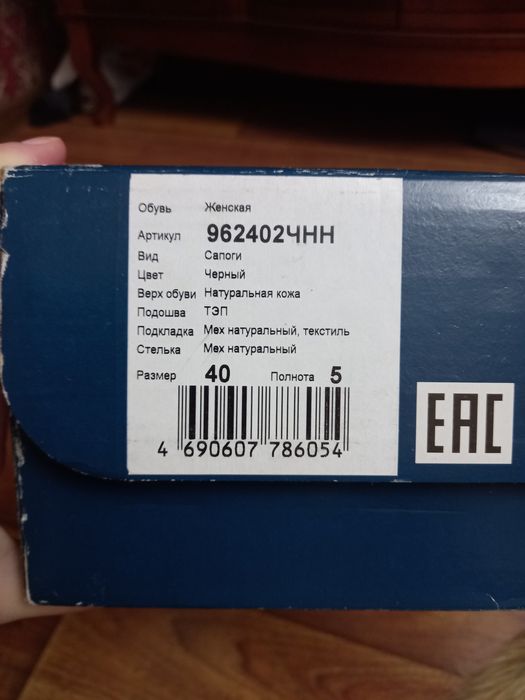 Обувь Женская
Артикул 962402ЧНН
Вид Сапоги
Цвет Черный
Верх обуви Натуральная кожа
Подошва ТЭП
Подкладка Мех натуральный, текстиль
Стелька Мех натуральный
Размер 40 Полнота 5
4 690607 786054
EAC